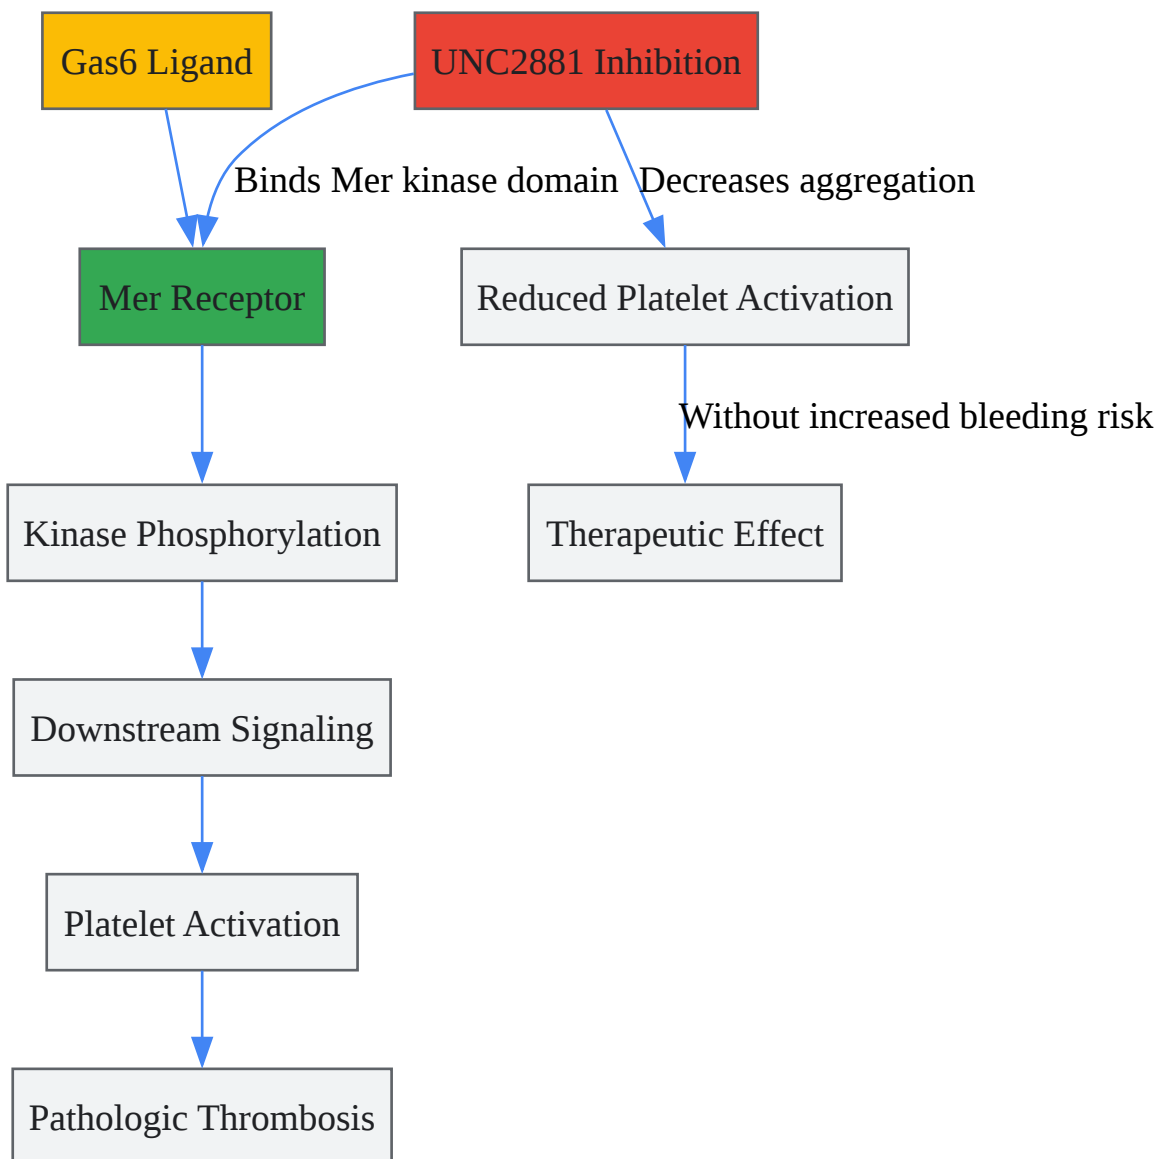 Gas6 Ligand
UNC2881 Inhibition
Binds Mer kinase domain
Decreases aggregation
Mer Receptor
Reduced Platelet Activation
Without increased bleeding risk
Kinase Phosphorylation
Therapeutic Effect
Downstream Signaling
Platelet Activation
Pathologic Thrombosis